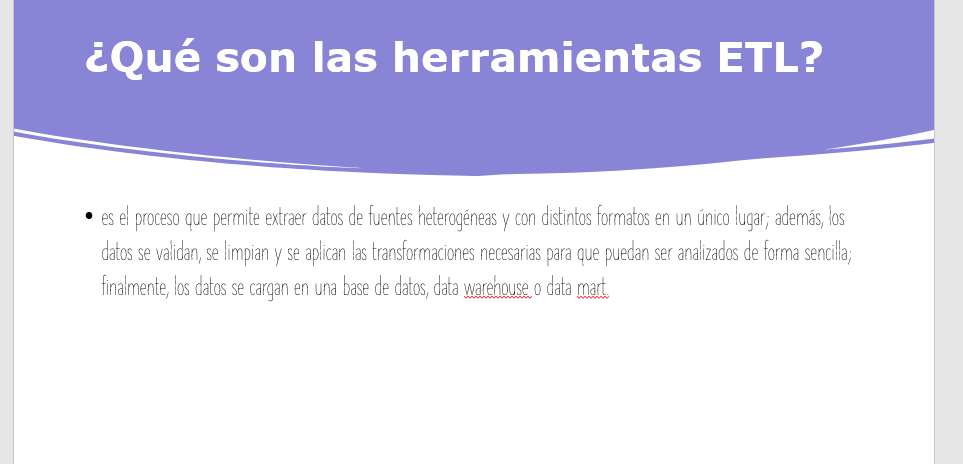 ¿Qué son las herramientas ETL?
• es el proceso que permite extraer datos de fuentes heterogéneas y con distintos formatos en un único lugar; además, los
datos se validan, se limpian y se aplican las transformaciones necesarias para que puedan ser analizados de forma sencilla;
finalmente, los datos se cargan en una base de datos, data warehouse o data mart.